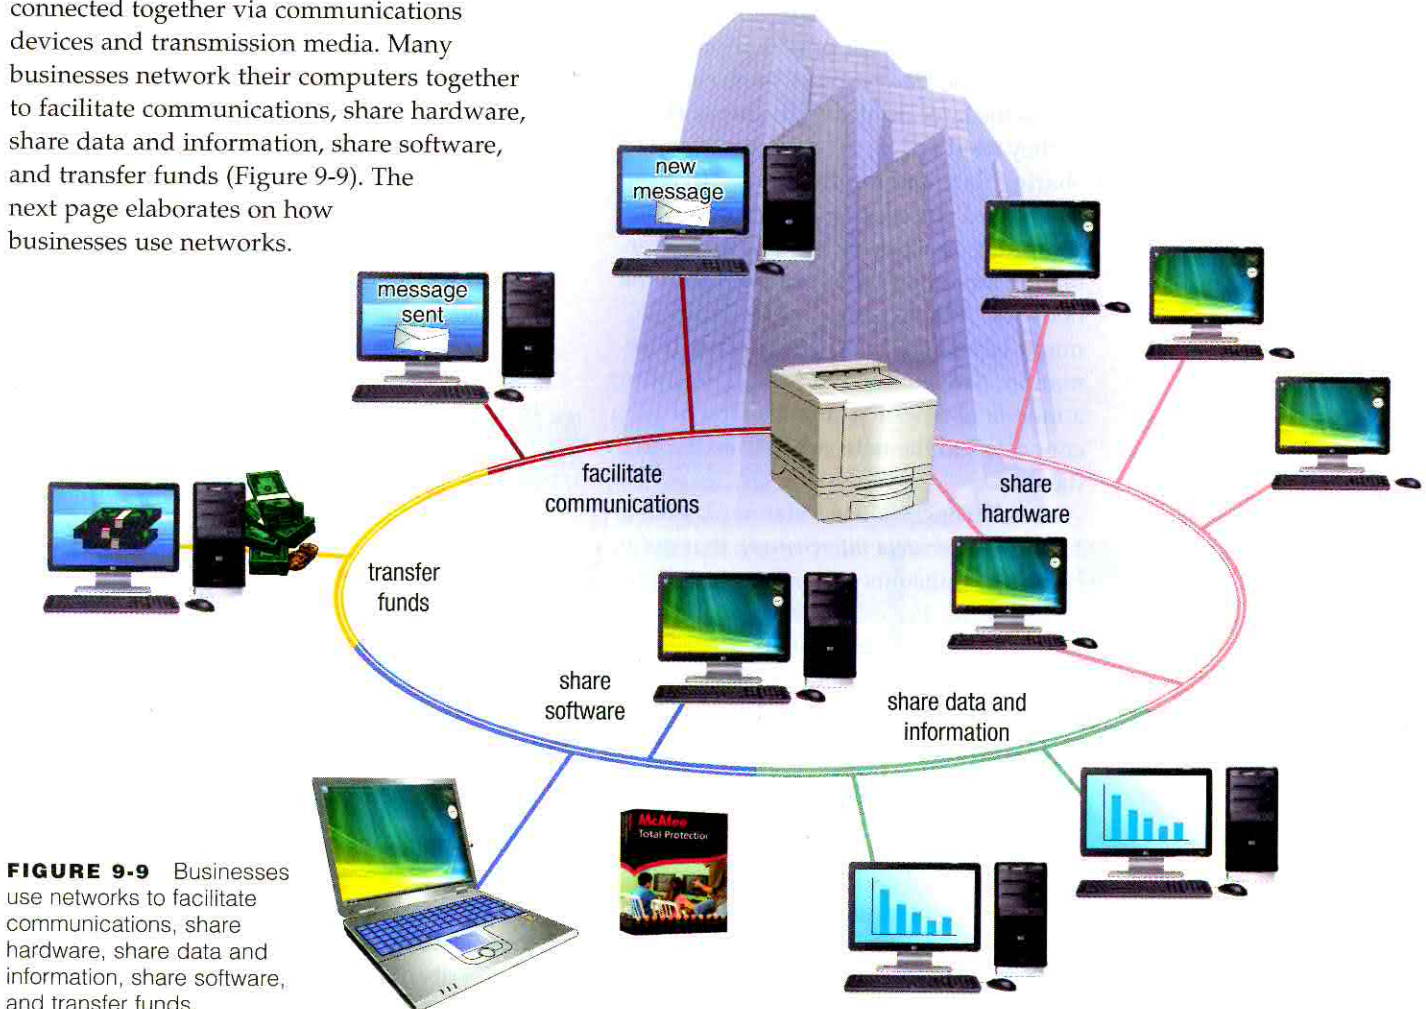 connected together via communications
devices and transmission media. Many
businesses network their computers together
to facilitate communications, share hardware,
share data and information, share software,
and transfer funds (Figure 9-9). The
next page elaborates on how
businesses use networks.
new
message
message
sent
facilitate
communications
share
hardware
transfer
funds
share
software
share data and
information
McAfee
Total Protection
FIGURE 9-9 Businesses
use networks to facilitate
communications, share
hardware, share data and
information, share software,
and transfer funds.